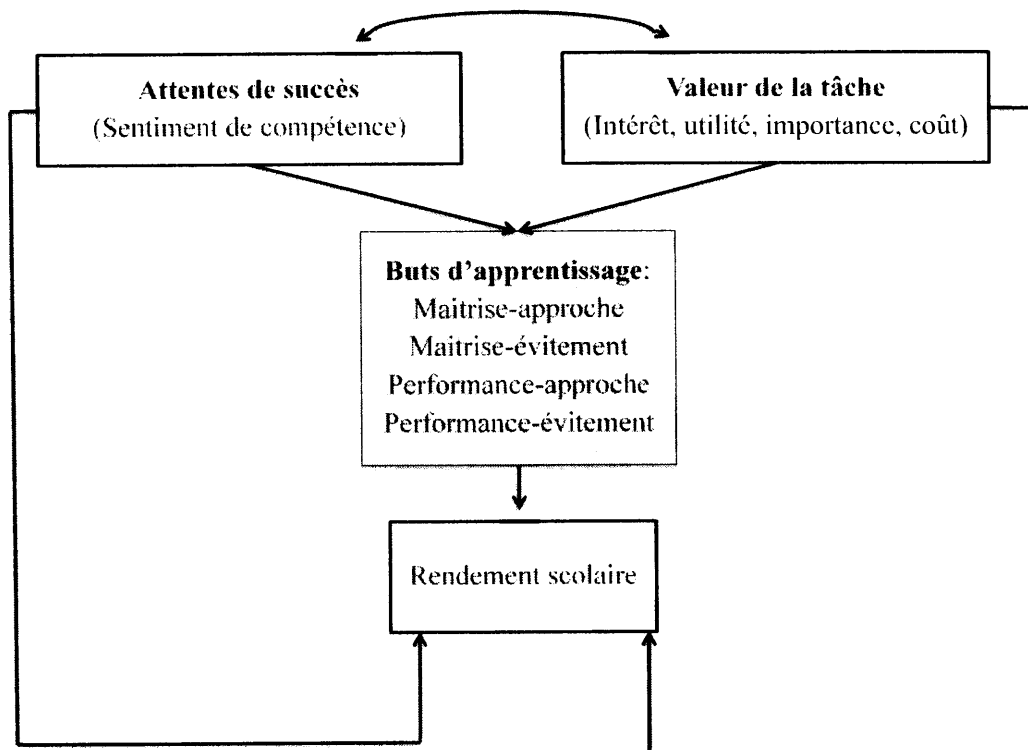 Attentes de succès
(Sentiment de compétence)
Valeur de la tâche
(Intérêt, utilité, importance, coût)
Buts d'apprentissage:
Maitrise-approche
Maitrise-évitement
Performance-approche
Performance-évitement
Rendement scolaire